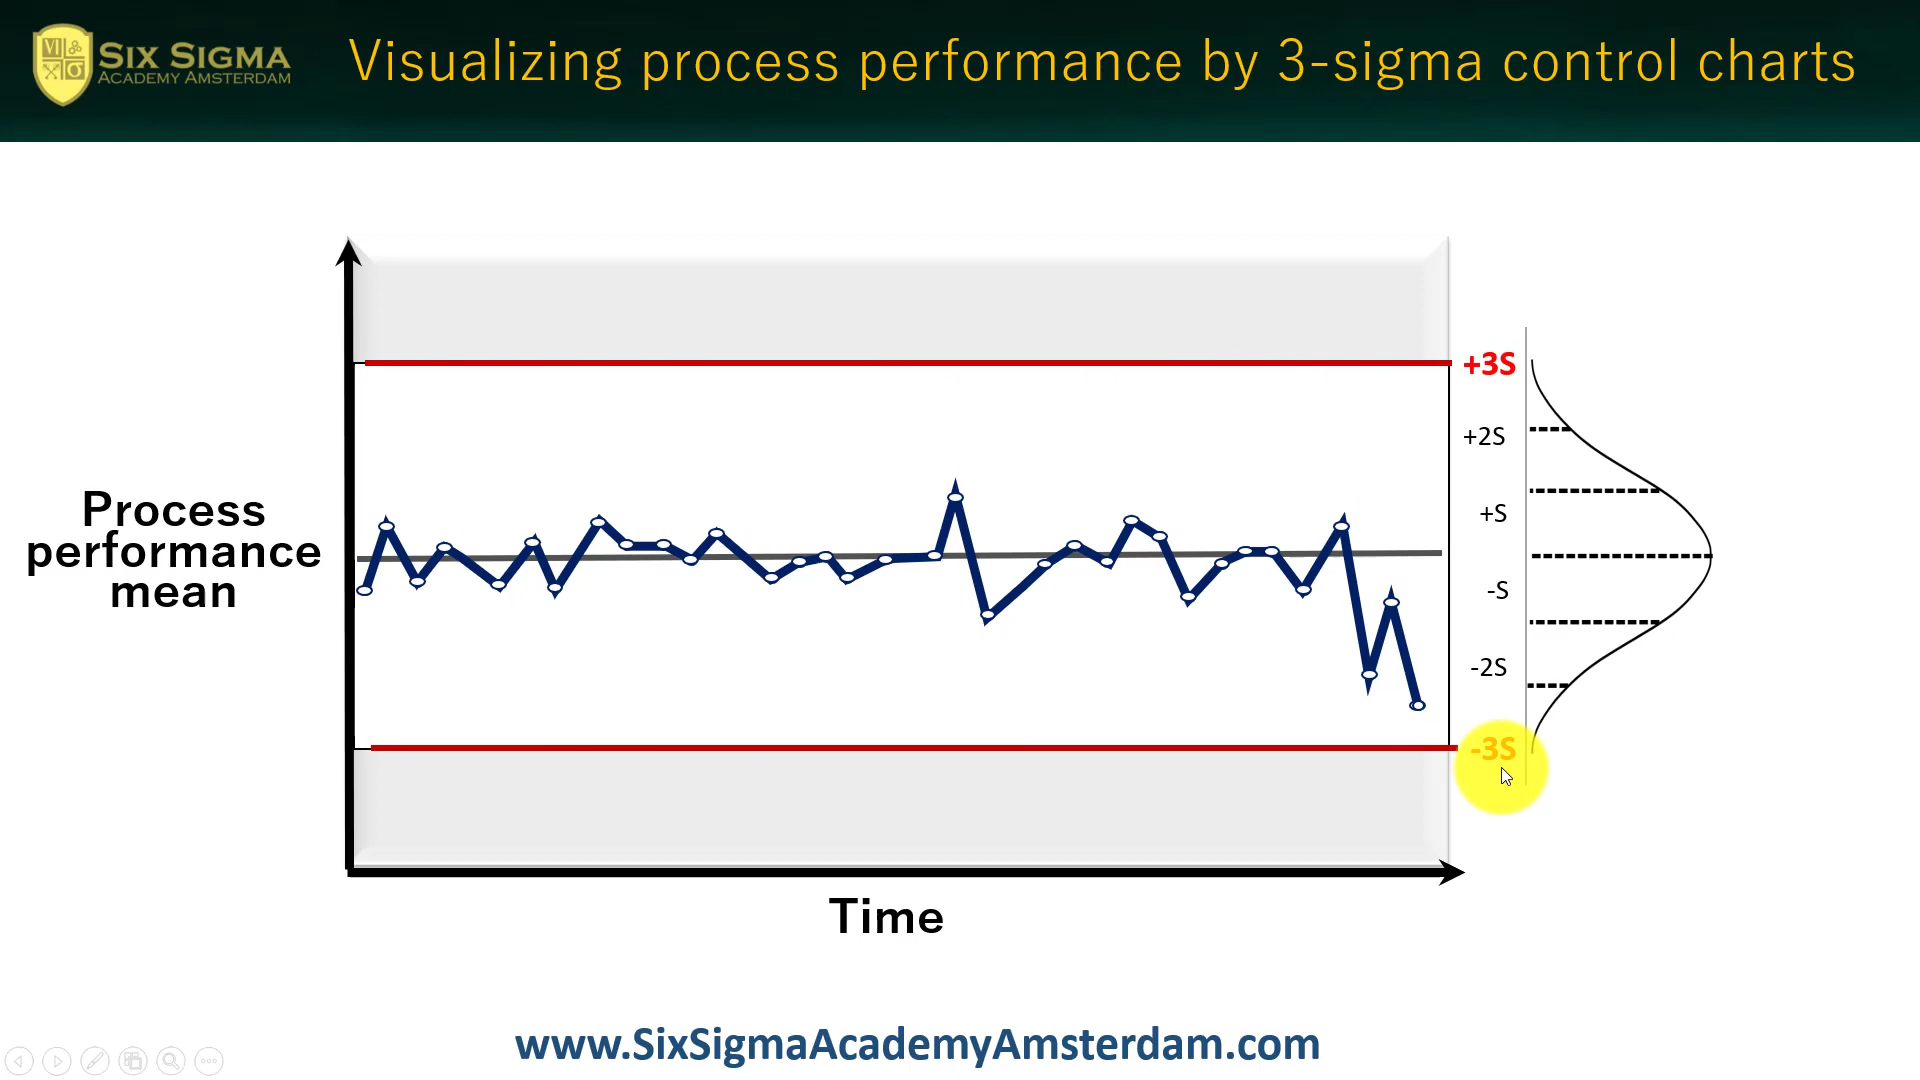 SIX SIGMA
ACADEMY AMSTERDAM
Visualizing process performance by 3-sigma control charts
+3S
+2S
+S
-S
-2S
-3S
Process
performance
mean
Time
www.SixSigmaAcademyAmsterdam.com